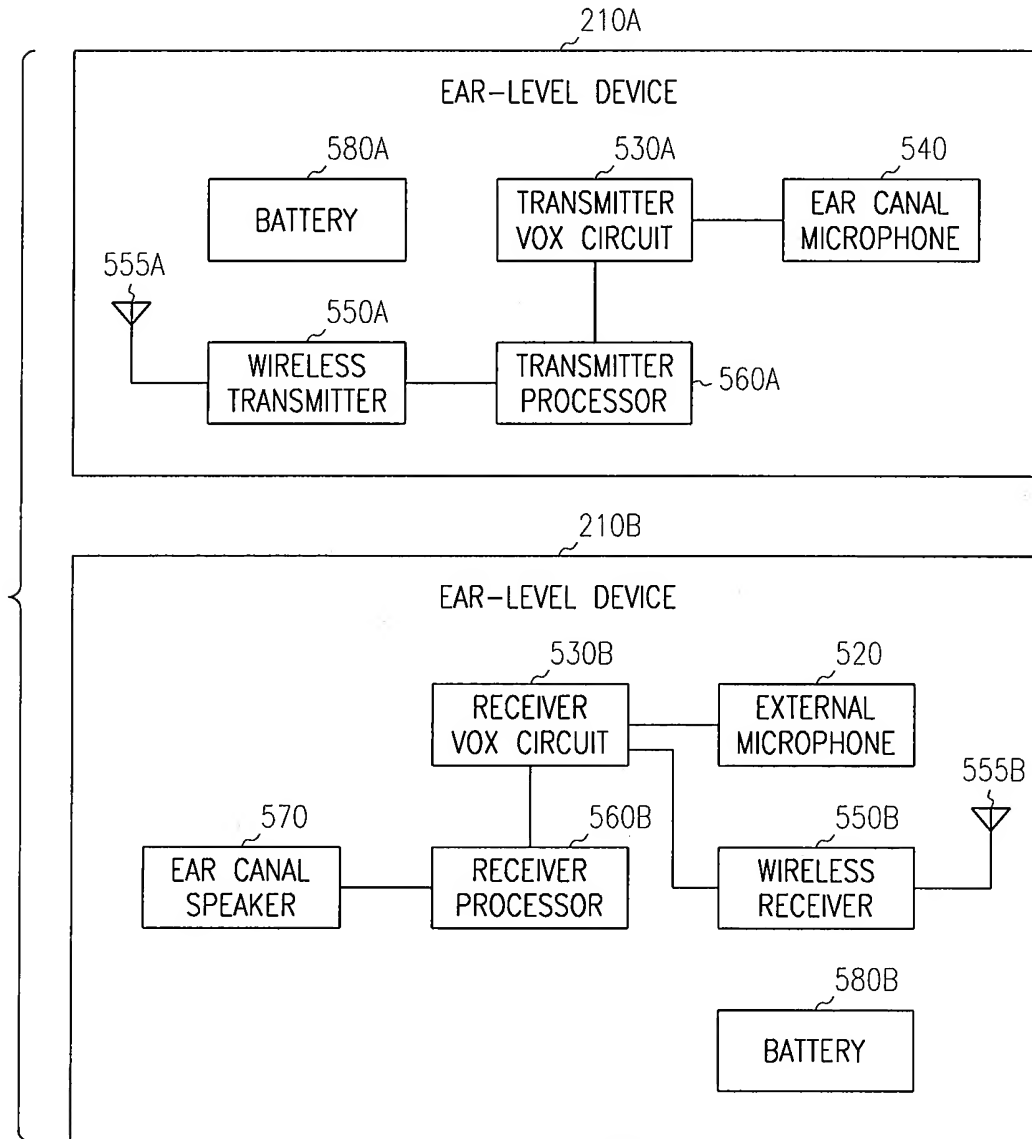 210A
EAR-LEVEL DEVICE
580A
530A
540
BATTERY
TRANSMITTER
VOX CIRCUIT
EAR CANAL
MICROPHONE
555A
550A
WIRELESS
TRANSMITTER
TRANSMITTER
PROCESSOR
560A
210B
EAR-LEVEL DEVICE
530B
520
RECEIVER
VOX CIRCUIT
EXTERNAL
MICROPHONE
555B
570
560B
550B
EAR CANAL
SPEAKER
RECEIVER
PROCESSOR
WIRELESS
RECEIVER
580B
BATTERY